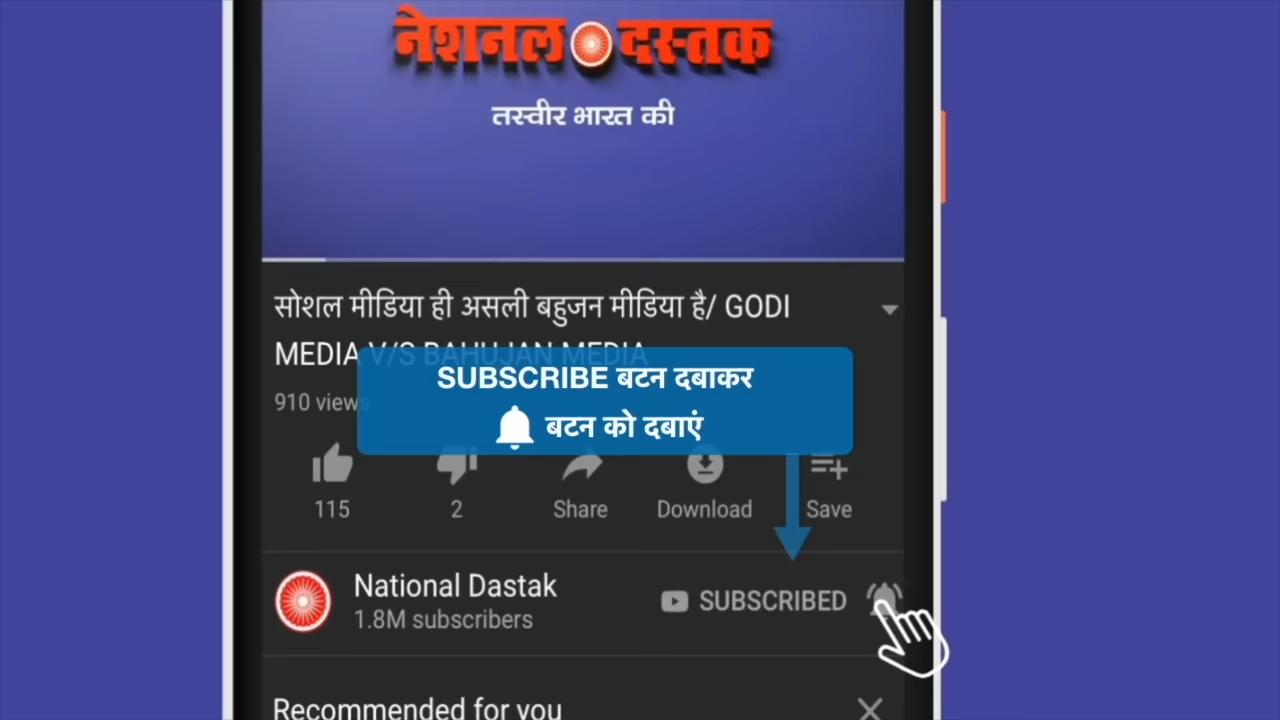 नेशनल दस्तक
तस्वीर भारत की
सोशल मीडिया ही असली बहुजन मीडिया है/ GODI
MEDIA V/S BAHUJAN MEDIA
910 views
SUBSCRIBE बटन दबाकर
बटन को दबाएं
115
2
Share
Download
Save
National Dastak
1.8M subscribers
SUBSCRIBED
Recommended for you